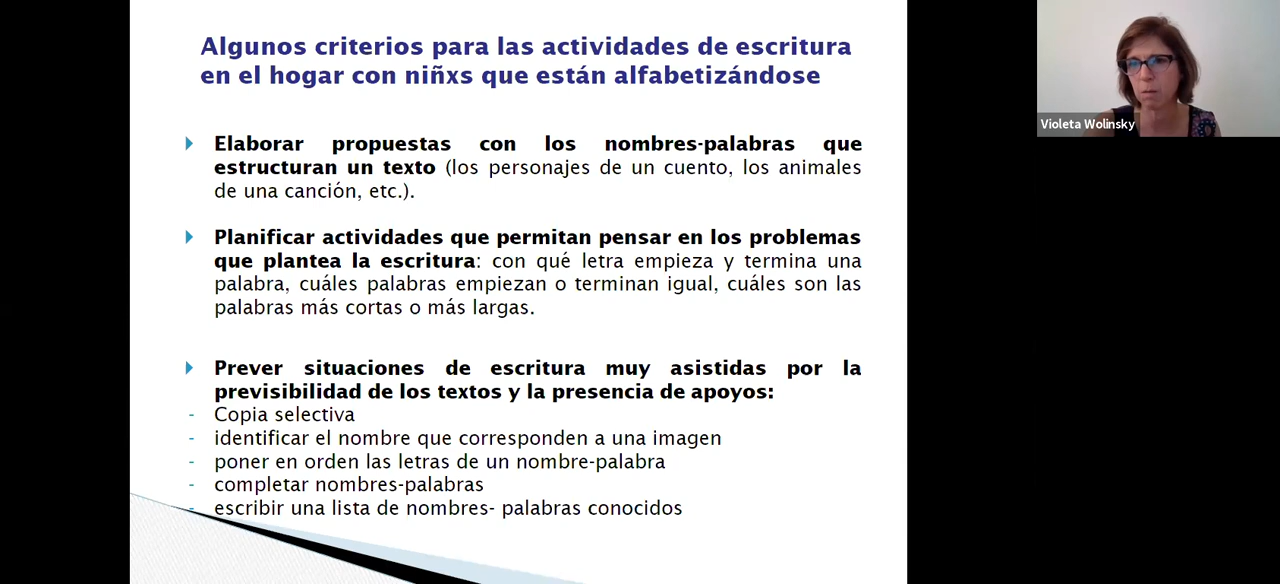 Algunos criterios para las actividades de escritura
en el hogar con niñxs que están alfabetizándose
Elaborar propuestas con los nombres-palabras que
estructuran un texto (los personajes de un cuento, los animales
de una canción, etc.).
Planificar actividades que permitan pensar en los problemas
que plantea la escritura: con qué letra empieza y termina una
palabra, cuáles palabras empiezan o terminan igual, cuáles son las
palabras más cortas o más largas.
Prever situaciones de escritura muy asistidas por la
previsibilidad de los textos y la presencia de apoyos:
- Copia selectiva
- identificar el nombre que corresponden a una imagen
- poner en orden las letras de un nombre-palabra
- completar nombres-palabras
- escribir una lista de nombres- palabras conocidos
Violeta Wolinsky